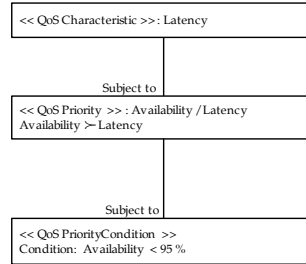 << QoS Characteristic >> : Latency
Subject to
<< QoS Priority >> : Availability / Latency
Availability ≻ Latency
Subject to
<< QoS PriorityCondition >>
Condition: Availability < 95 %